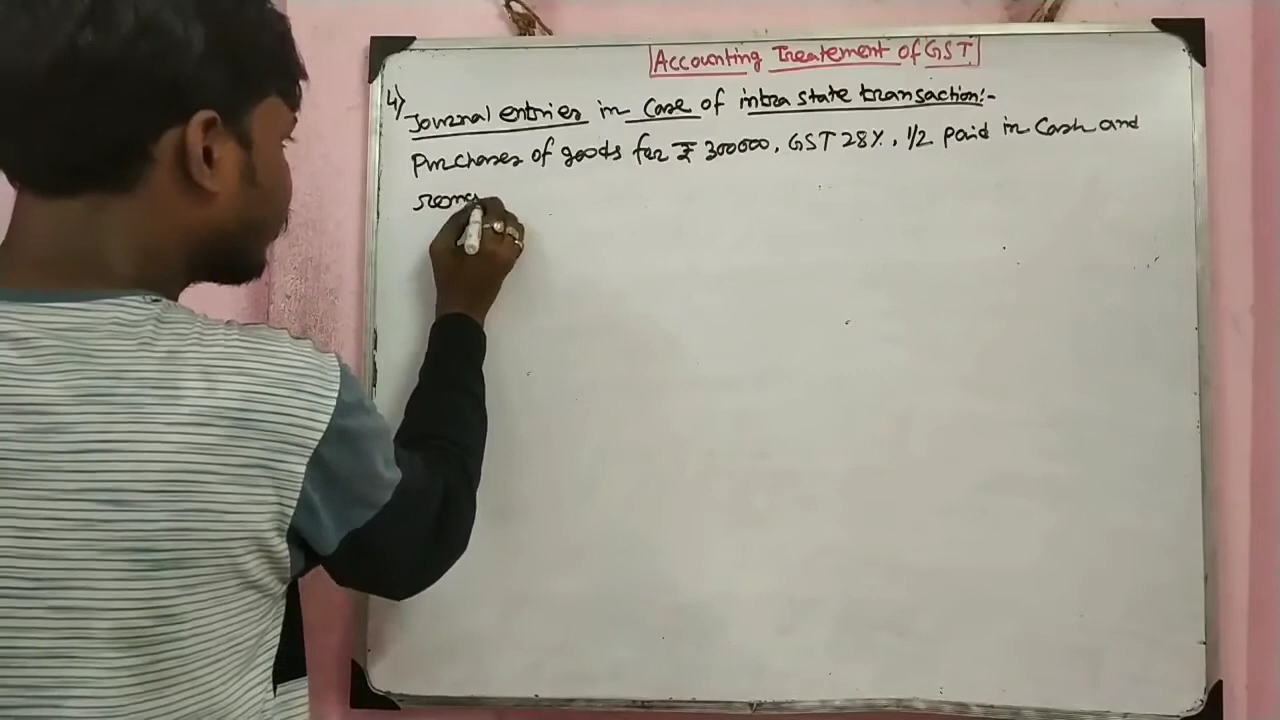 Accounting Treatement of GST
4) Journal entries in Case of intra state transaction:-
Purchases of goods for ₹ 300000, GST 28%, 1/2 paid in Cash and